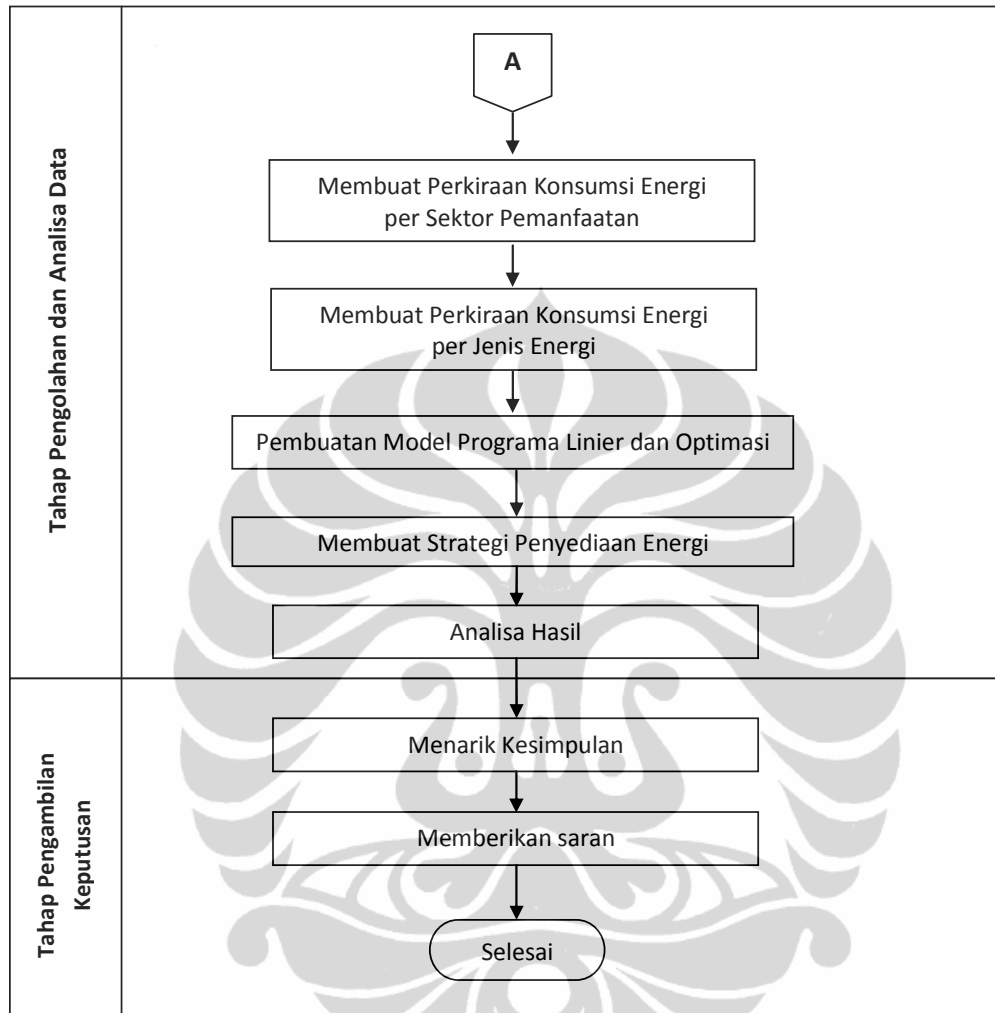 Tahap Pengolahan dan Analisa Data
A
Membuat Perkiraan Konsumsi Energi
per Sektor Pemanfaatan
Membuat Perkiraan Konsumsi Energi
per Jenis Energi
Pembuatan Model Programa Linier dan Optimasi
Membuat Strategi Penyediaan Energi
Analisa Hasil
Tahap Pengambilan
Keputusan
Menarik Kesimpulan
Memberikan saran
Selesai